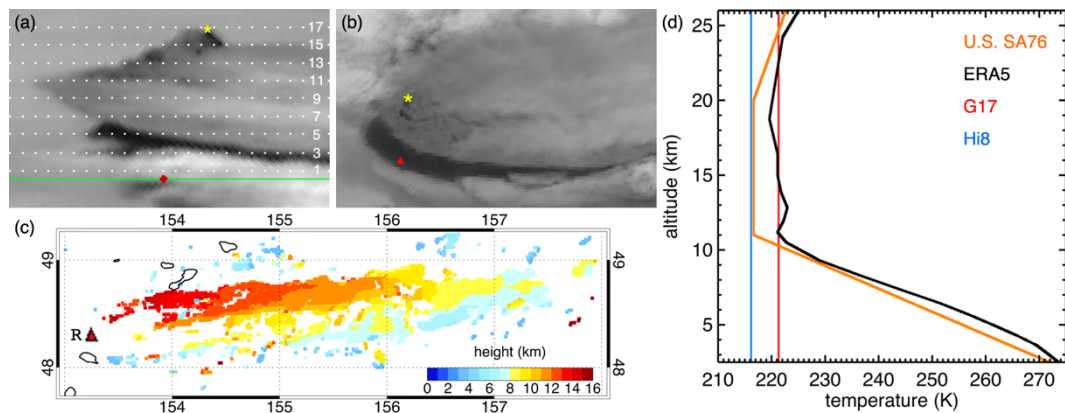 (a)
17
15
13
11
9
7
5
3
1
(b)
(c)
154 155 156 157
49 49
48 48
R
height (km)
0 2 4 6 8 10 12 14 16
154 155 156 157
(d)
U.S. SA76
ERA5
G17
Hi8
altitude (km)
20
15
10
5
210 220 230 240 250 260 270
temperature (K)